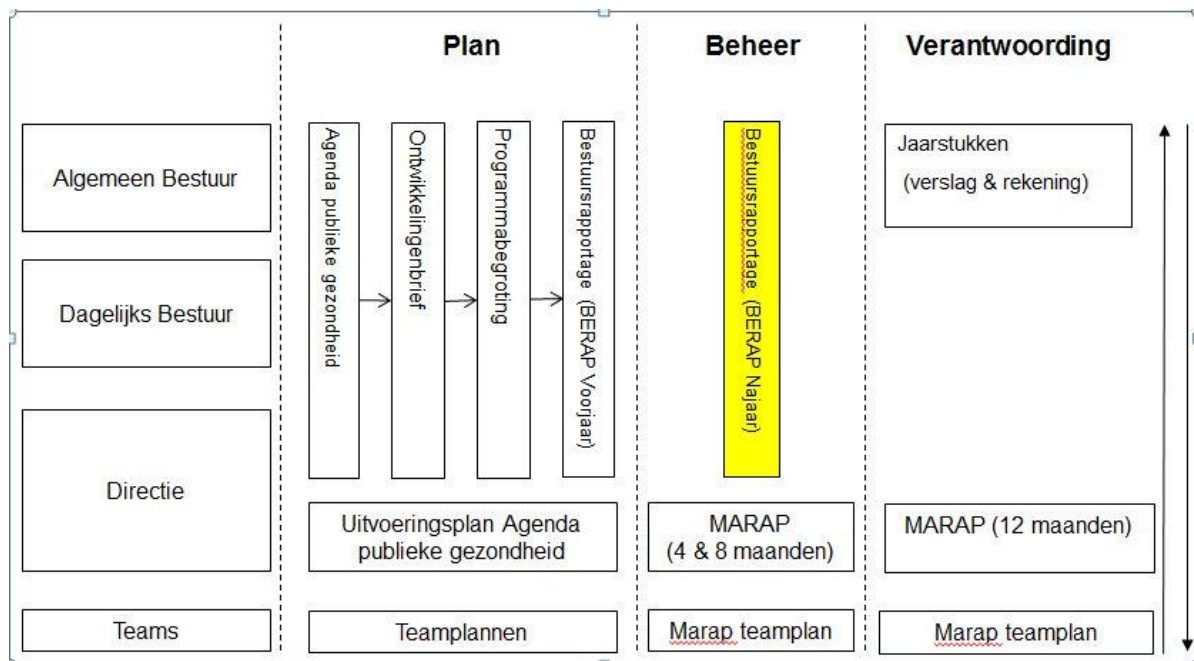 Plan
Beheer
Verantwoording
Algemeen Bestuur
Dagelijks Bestuur
Directie
Teams
Agenda publieke gezondheid
Ontwikkelingenbrief
Programmabegroting
Bestuursrapportage (BERAP Voorjaar)
Uitvoeringsplan Agenda
publieke gezondheid
Teamplannen
Bestuursrapportage (BERAP Najaar)
MARAP
(4 & 8 maanden)
Marap teamplan
Jaarstukken
(verslag & rekening)
MARAP (12 maanden)
Marap teamplan